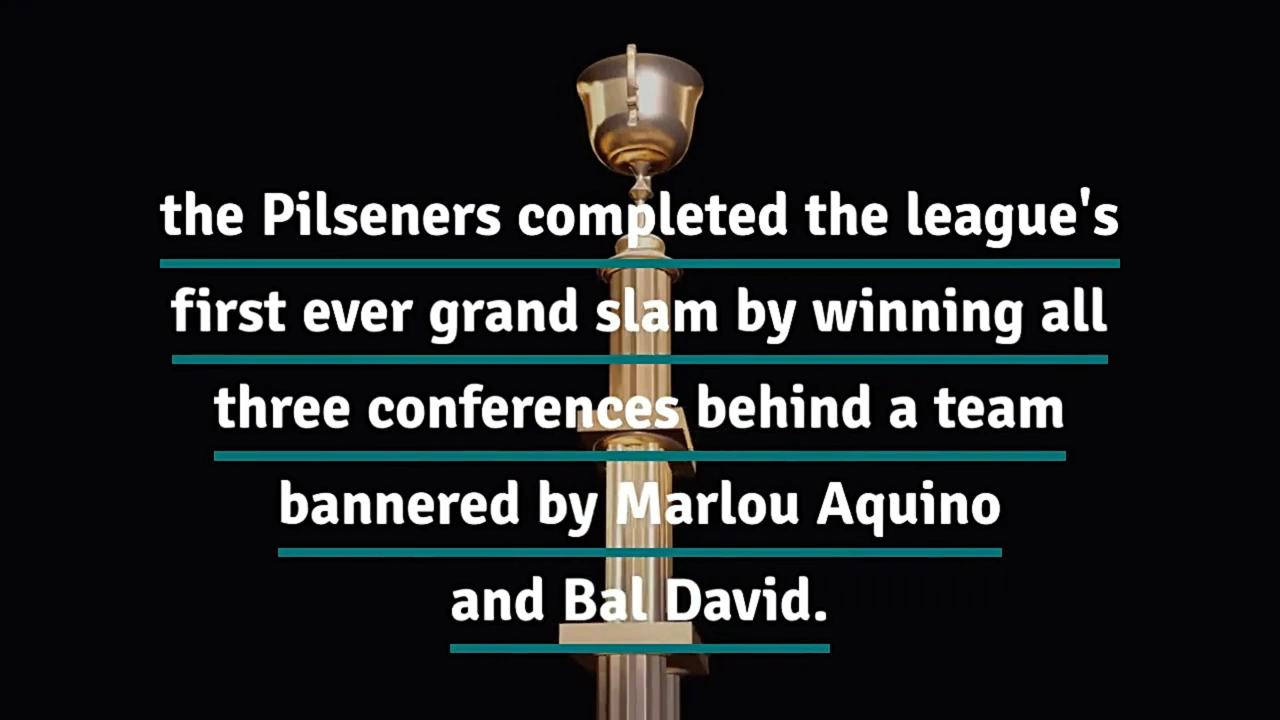 the Pilseners completed the league's
first ever grand slam by winning all
three conferences behind a team
bannered by Marlou Aquino
and Bal David.